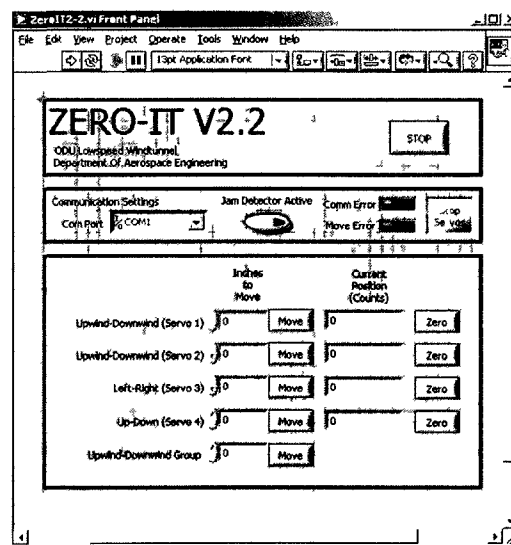 ZeroIT2-2.vi Front Panel
File Edit View Project Operate Tools Window Help
13pt Application Font
ZERO-IT V2.2
ODU Lowspeed Windtunnel
Department Of Aerospace Engineering
STOP
Communication Settings
Com Port COM1
Jam Detector Active
Comm Error
Move Error
Inches to Move
Current Position (Counts)
Upwind-Downwind (Servo 1) 0 Move 0 Zero
Upwind-Downwind (Servo 2) 0 Move 0 Zero
Left-Right (Servo 3) 0 Move 0 Zero
Up-Down (Servo 4) 0 Move 0 Zero
Upwind-Downwind Group 0 Move